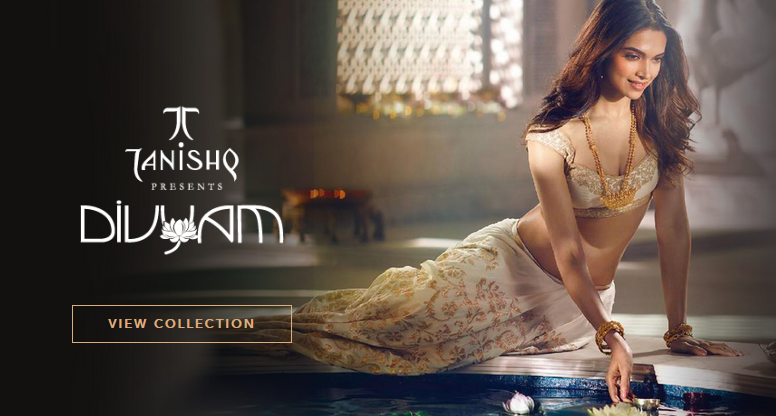 TANISHQ
PRESENTS
DIVYAM
VIEW COLLECTION